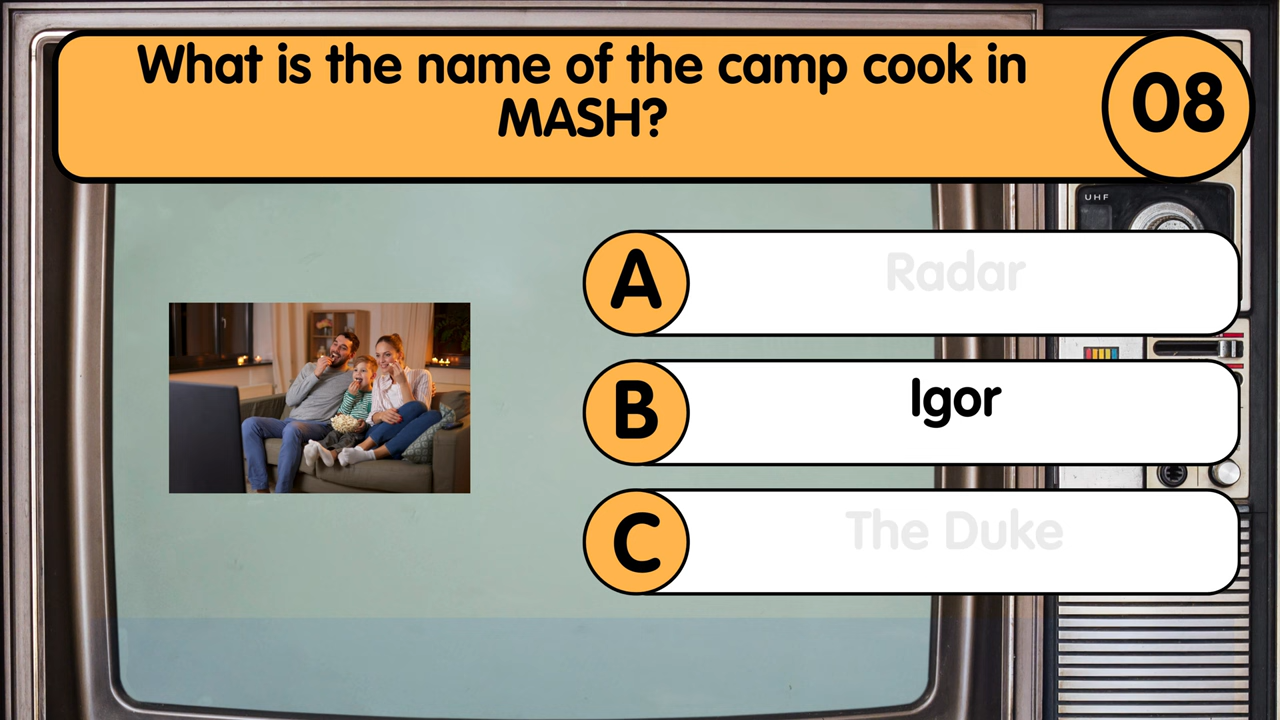 What is the name of the camp cook in
MASH?
08
UHF
A
Radar
B
Igor
C
The Duke